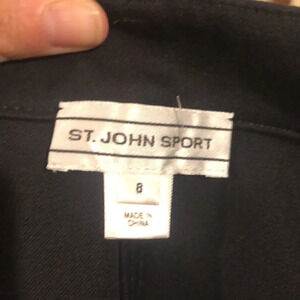 ST. JOHN SPORT
8
MADE IN
CHINA